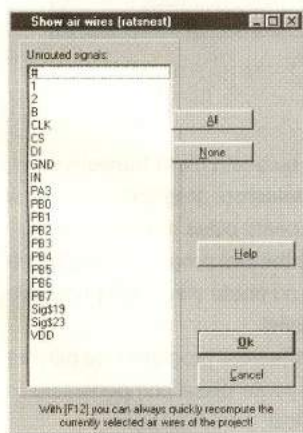 Show air wires (ratsnest)
Unrouted signals:
#
1
2
B
CLK
CS
DI
GND
IN
PA3
PB0
PB1
PB2
PB3
PB4
PB5
PB6
PB7
Sig$19
Sig$23
VDD
All
None
Help
Ok
Cancel
With [F12] you can always quickly recompute the
currently selected air wires of the project!